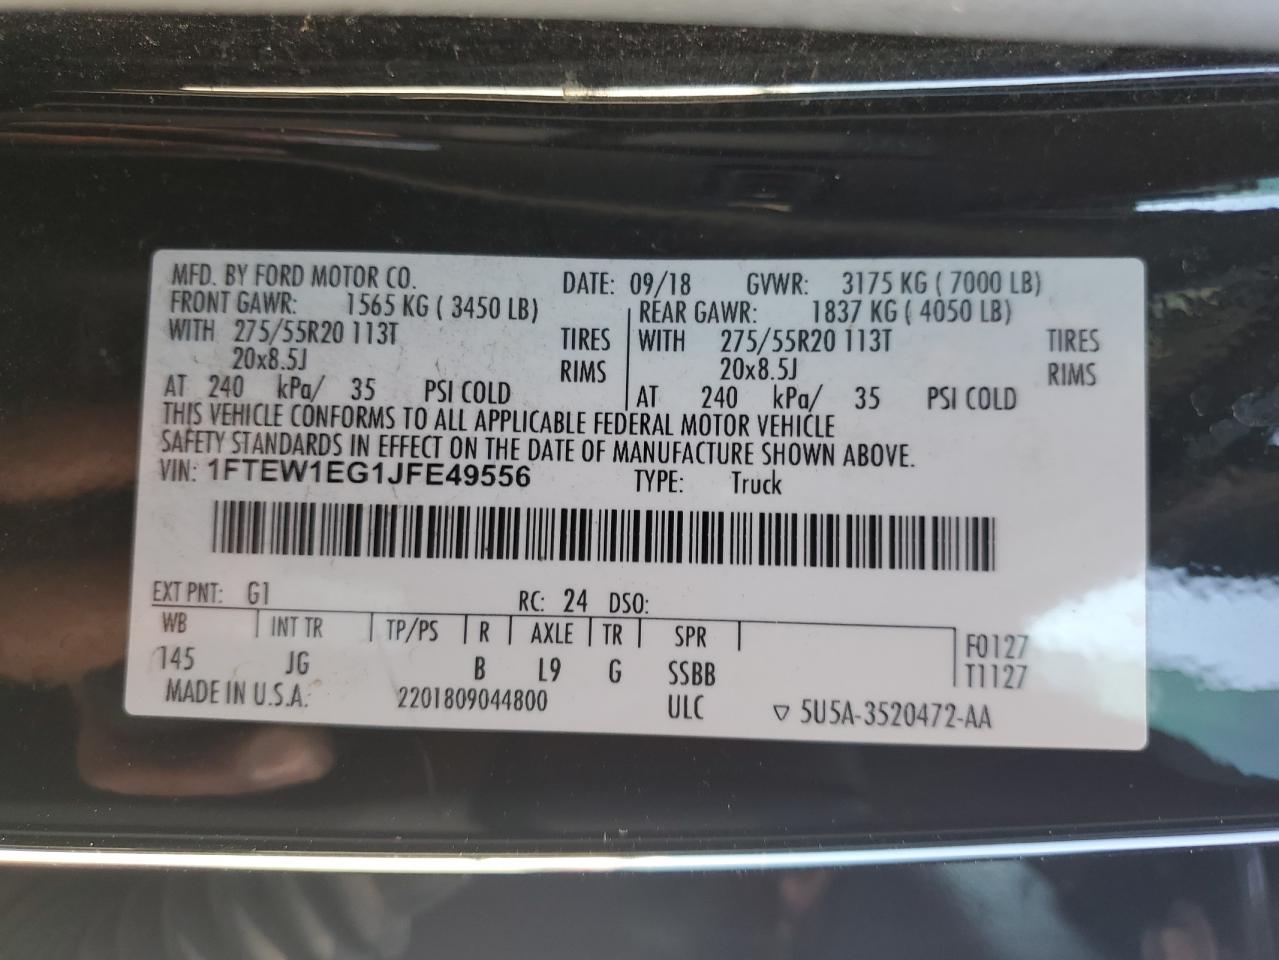 MFD. BY FORD MOTOR CO. DATE: 09/18 GVWR: 3175 KG ( 7000 LB)
FRONT GAWR: 1565 KG ( 3450 LB) REAR GAWR: 1837 KG ( 4050 LB)
WITH 275/55R20 113T TIRES WITH 275/55R20 113T TIRES
20x8.5J RIMS 20x8.5J RIMS
AT 240 kPa/ 35 PSI COLD AT 240 kPa/ 35 PSI COLD
THIS VEHICLE CONFORMS TO ALL APPLICABLE FEDERAL MOTOR VEHICLE
SAFETY STANDARDS IN EFFECT ON THE DATE OF MANUFACTURE SHOWN ABOVE.
VIN: 1FTEW1EG1JFE49556 TYPE: Truck
EXT PNT: G1 RC: 24 DSO:
WB INT TR TP/PS R AXLE TR SPR F0127
145 JG B L9 G SSBB T1127
MADE IN U.S.A. 2201809044800 ULC ▽ 5U5A-3520472-AA